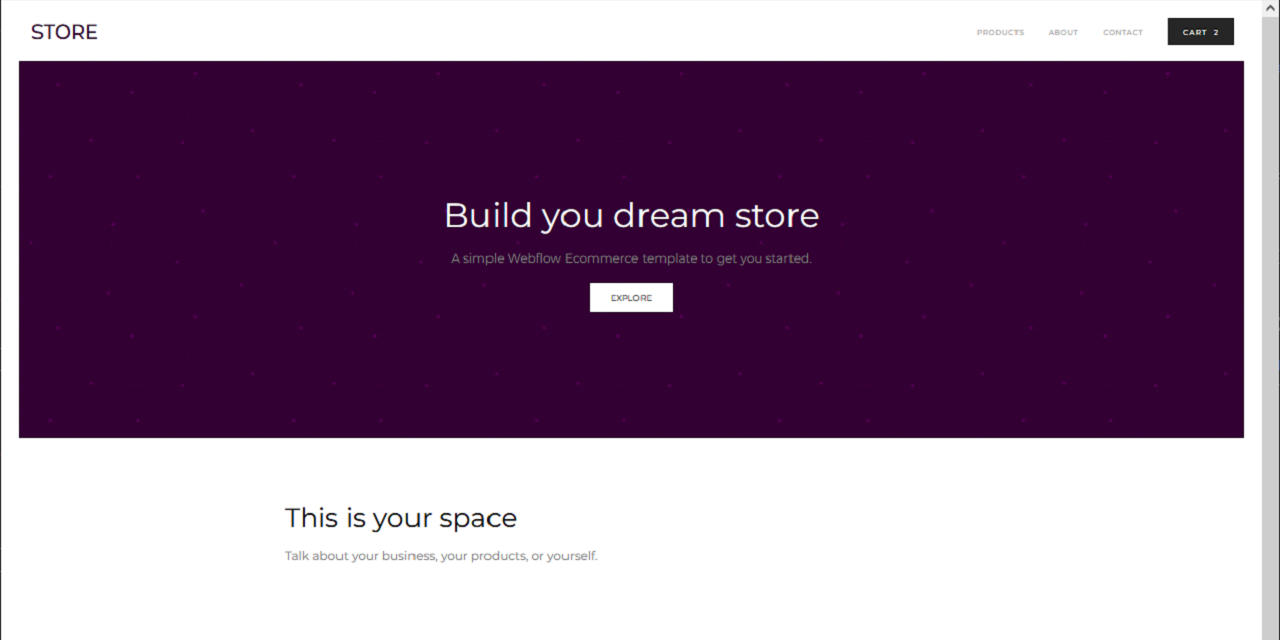 STORE
PRODUCTS ABOUT CONTACT CART 2
Build you dream store
A simple Webflow Ecommerce template to get you started.
EXPLORE
This is your space
Talk about your business, your products, or yourself.